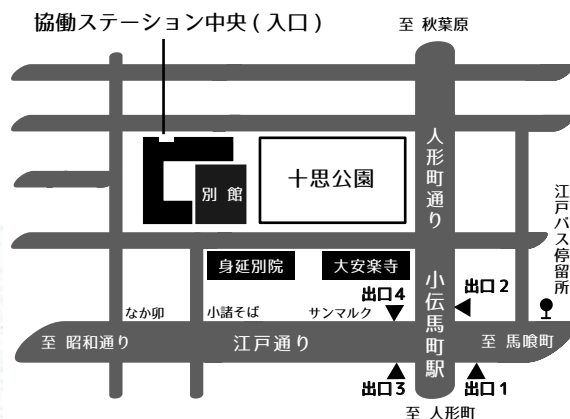 協働ステーション中央 ( 入口 )
至 秋葉原
別 館
十思公園
人形町通り
江戸バス停留所
身延別院
大安楽寺
小伝馬町駅
出口4
出口2
なか卯
小諸そば
サンマルク
至 昭和通り
江戸通り
至 馬喰町
出口3
出口1
至 人形町